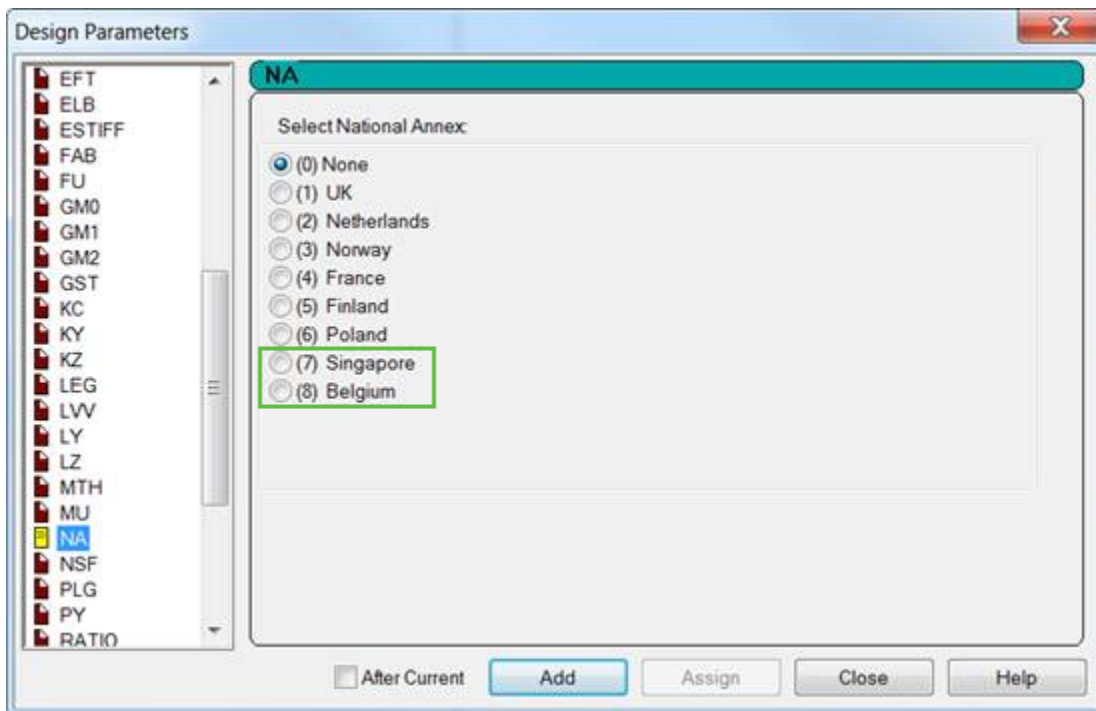 Design Parameters
EFT
ELB
ESTIFF
FAB
FU
GM0
GM1
GM2
GST
KC
KY
KZ
LEG
LVV
LY
LZ
MTH
MU
NA
NSF
PLG
PY
RATIO
NA
Select National Annex:
(0) None
(1) UK
(2) Netherlands
(3) Norway
(4) France
(5) Finland
(6) Poland
(7) Singapore
(8) Belgium
After Current
Add
Assign
Close
Help